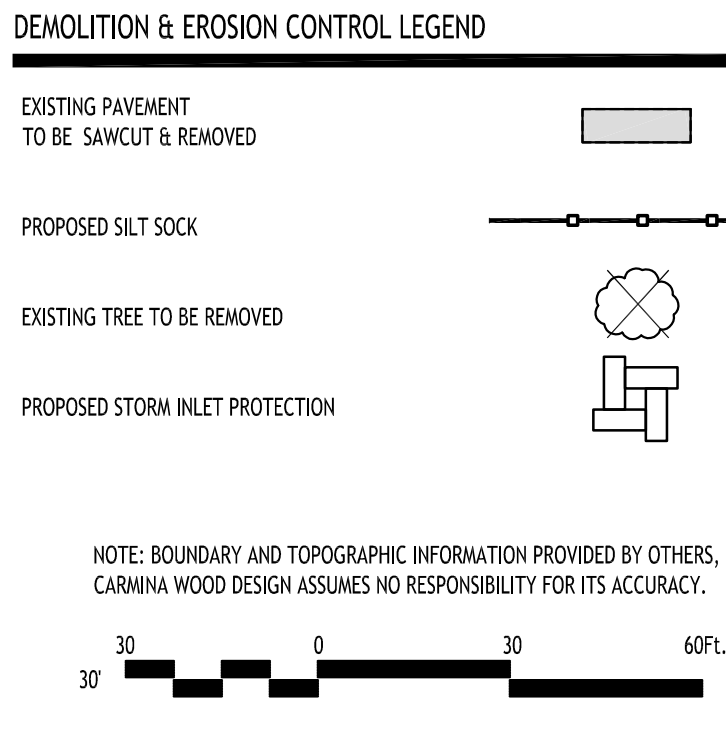 DEMOLITION & EROSION CONTROL LEGEND
EXISTING PAVEMENT
TO BE SAWCUT & REMOVED
PROPOSED SILT SOCK
EXISTING TREE TO BE REMOVED
PROPOSED STORM INLET PROTECTION
NOTE: BOUNDARY AND TOPOGRAPHIC INFORMATION PROVIDED BY OTHERS,
CARMINA WOOD DESIGN ASSUMES NO RESPONSIBILITY FOR ITS ACCURACY.
30 0 30 60Ft.
30'